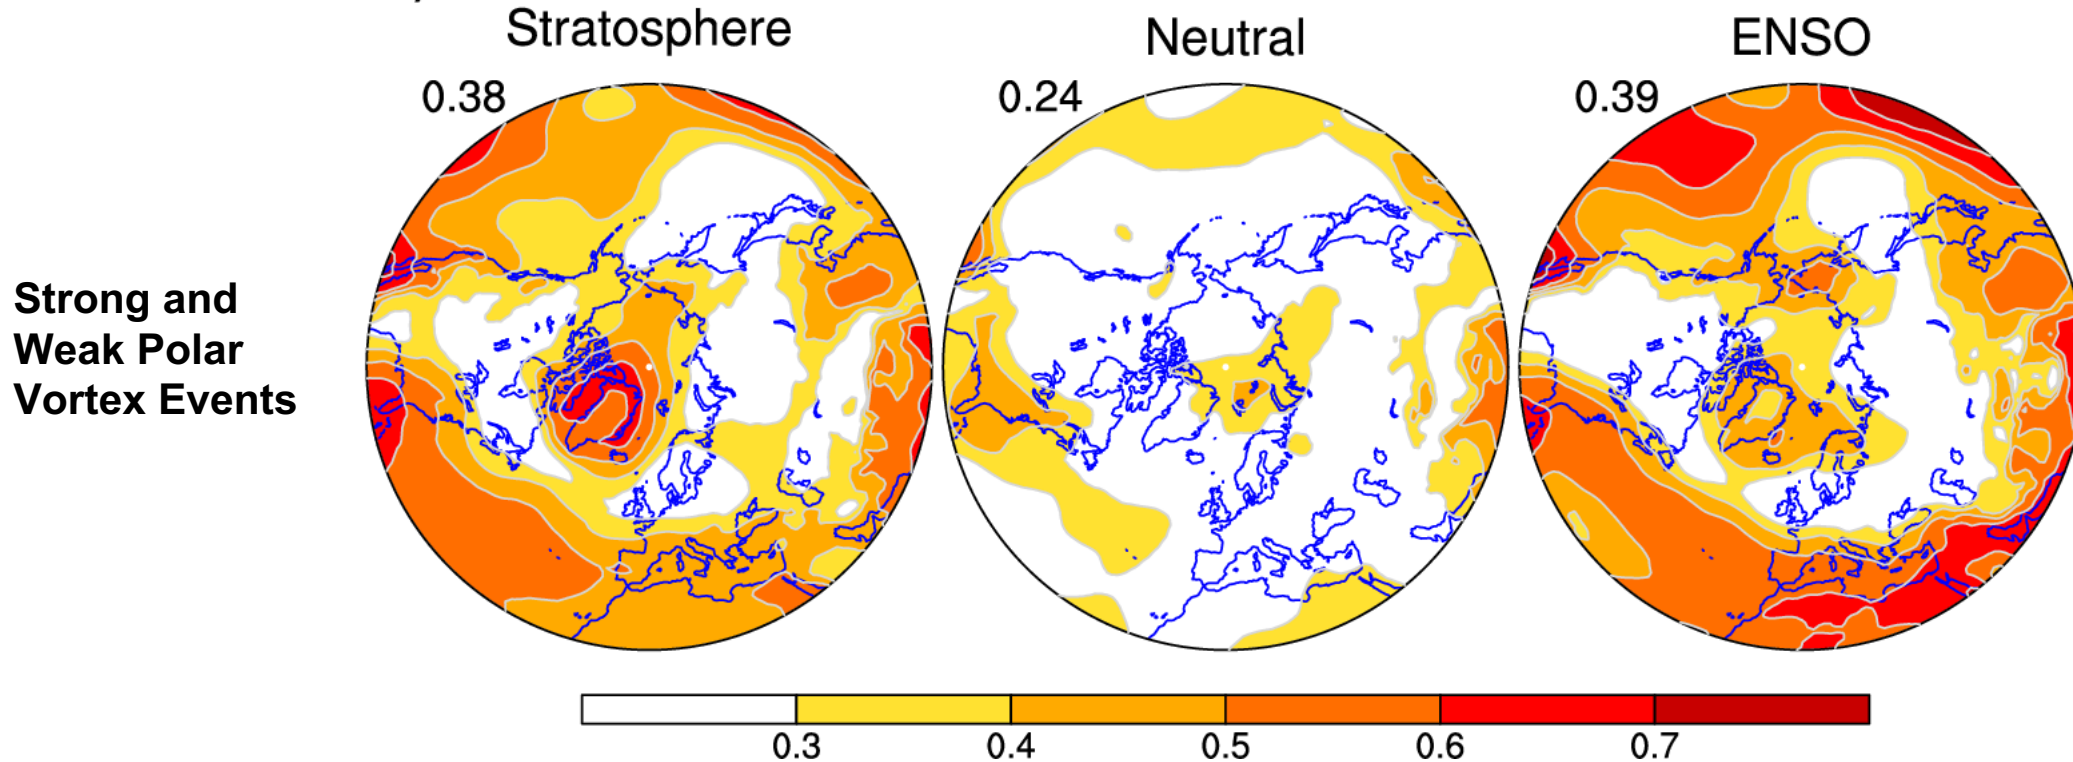 Stratosphere
Neutral
ENSO
0.38
0.24
0.39
Strong and
Weak Polar
Vortex Events
0.3
0.4
0.5
0.6
0.7